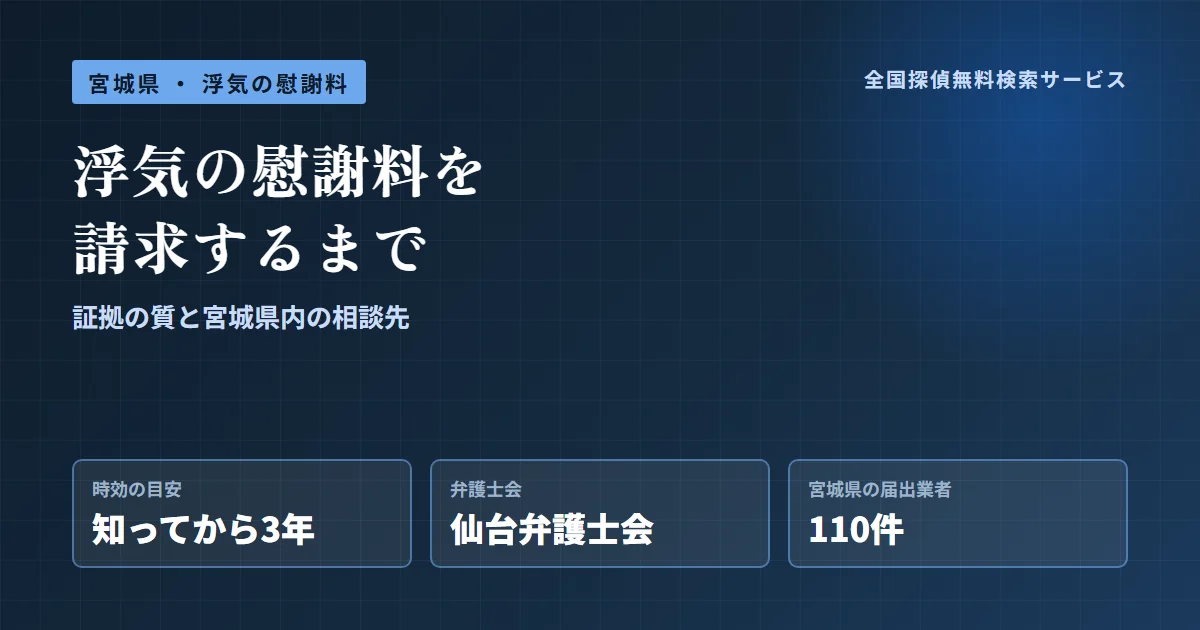 宮城県 ・ 浮気の慰謝料
全国探偵無料検索サービス
浮気の慰謝料を
請求するまで
証拠の質と宮城県内の相談先
時効の目安
知ってから3年
弁護士会
仙台弁護士会
宮城県の届出業者
110件